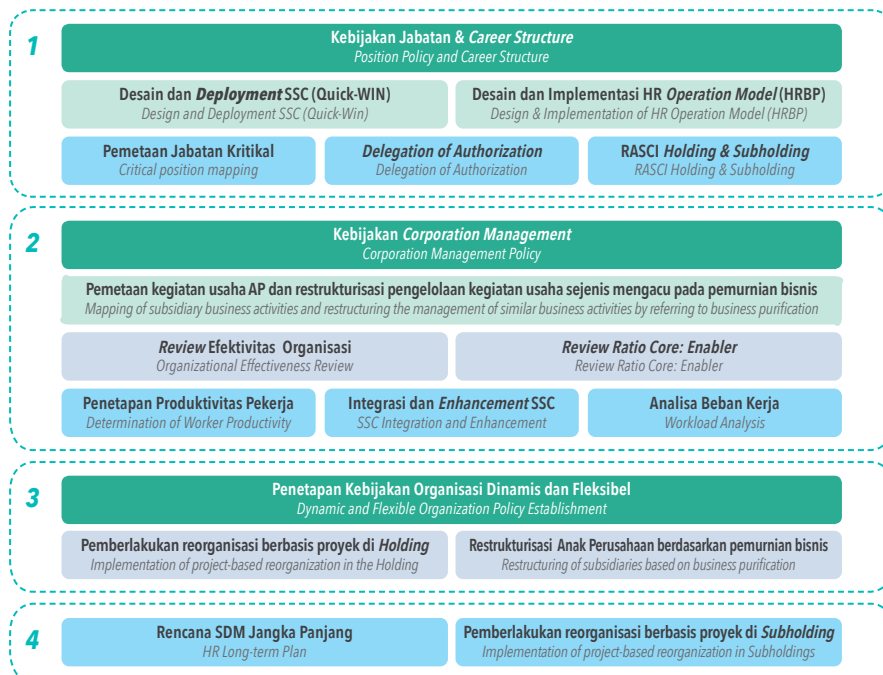 1
Kebijakan Jabatan & Career Structure
Position Policy and Career Structure
Desain dan Deployment SSC (Quick-WIN)
Design and Deployment SSC (Quick-Win)
Desain dan Implementasi HR Operation Model (HRBP)
Design & Implementation of HR Operation Model (HRBP)
Pemetaan Jabatan Kritikal
Critical position mapping
Delegation of Authorization
Delegation of Authorization
RASCI Holding & Subholding
RASCI Holding & Subholding
2
Kebijakan Corporation Management
Corporation Management Policy
Pemetaan kegiatan usaha AP dan restrukturisasi pengelolaan kegiatan usaha sejenis mengacu pada pemurnian bisnis
Mapping of subsidiary business activities and restructuring the management of similar business activities by referring to business purification
Review Efektivitas Organisasi
Organizational Effectiveness Review
Review Ratio Core: Enabler
Review Ratio Core: Enabler
Penetapan Produktivitas Pekerja
Determination of Worker Productivity
Integrasi dan Enhancement SSC
SSC Integration and Enhancement
Analisa Beban Kerja
Workload Analysis
3
Penetapan Kebijakan Organisasi Dinamis dan Fleksibel
Dynamic and Flexible Organization Policy Establishment
Pemberlakukan reorganisasi berbasis proyek di Holding
Implementation of project-based reorganization in the Holding
Restrukturisasi Anak Perusahaan berdasarkan pemurnian bisnis
Restructuring of subsidiaries based on business purification
4
Rencana SDM Jangka Panjang
HR Long-term Plan
Pemberlakukan reorganisasi berbasis proyek di Subholding
Implementation of project-based reorganization in Subholdings